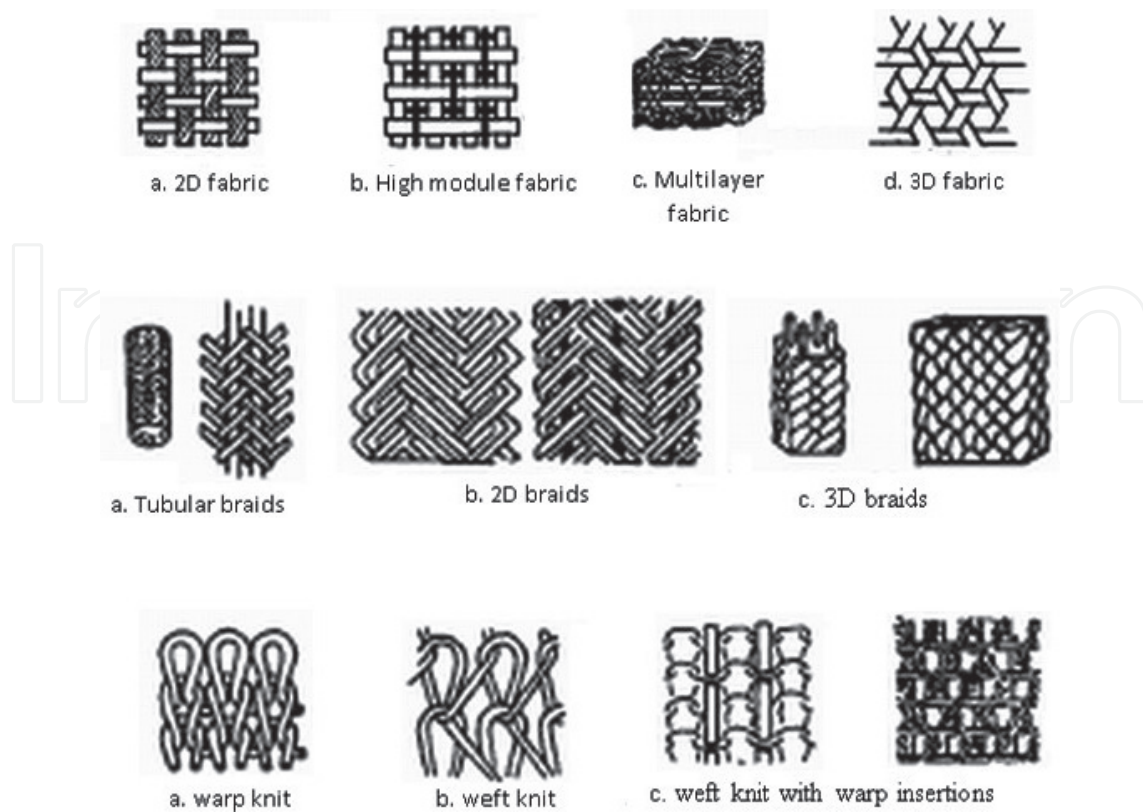 a. 2D fabric
b. High module fabric
c. Multilayer
fabric
d. 3D fabric
a. Tubular braids
b. 2D braids
c. 3D braids
a. warp knit
b. weft knit
c. weft knit with warp insertions